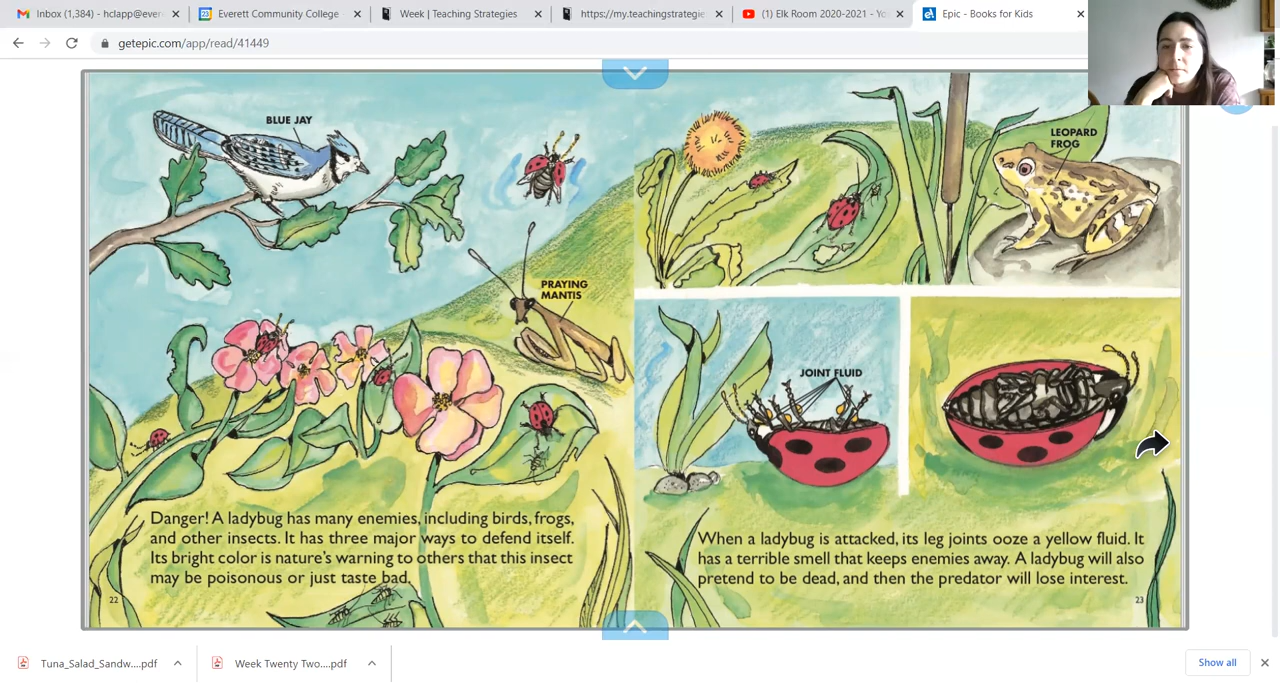 Inbox (1,384) - hclapp@ever
Everett Community College
Week | Teaching Strategies
https://my.teachingstrategie
(1) Elk Room 2020-2021 - Yo
Epic - Books for Kids
getepic.com/app/read/41449
BLUE JAY
PRAYING
MANTIS
Danger! A ladybug has many enemies, including birds, frogs,
and other insects. It has three major ways to defend itself.
Its bright color is nature's warning to others that this insect
may be poisonous or just taste bad.
22
LEOPARD
FROG
JOINT FLUID
When a ladybug is attacked, its leg joints ooze a yellow fluid. It
has a terrible smell that keeps enemies away. A ladybug will also
pretend to be dead, and then the predator will lose interest.
23
Tuna_Salad_Sandw....pdf
Week Twenty Two....pdf
Show all